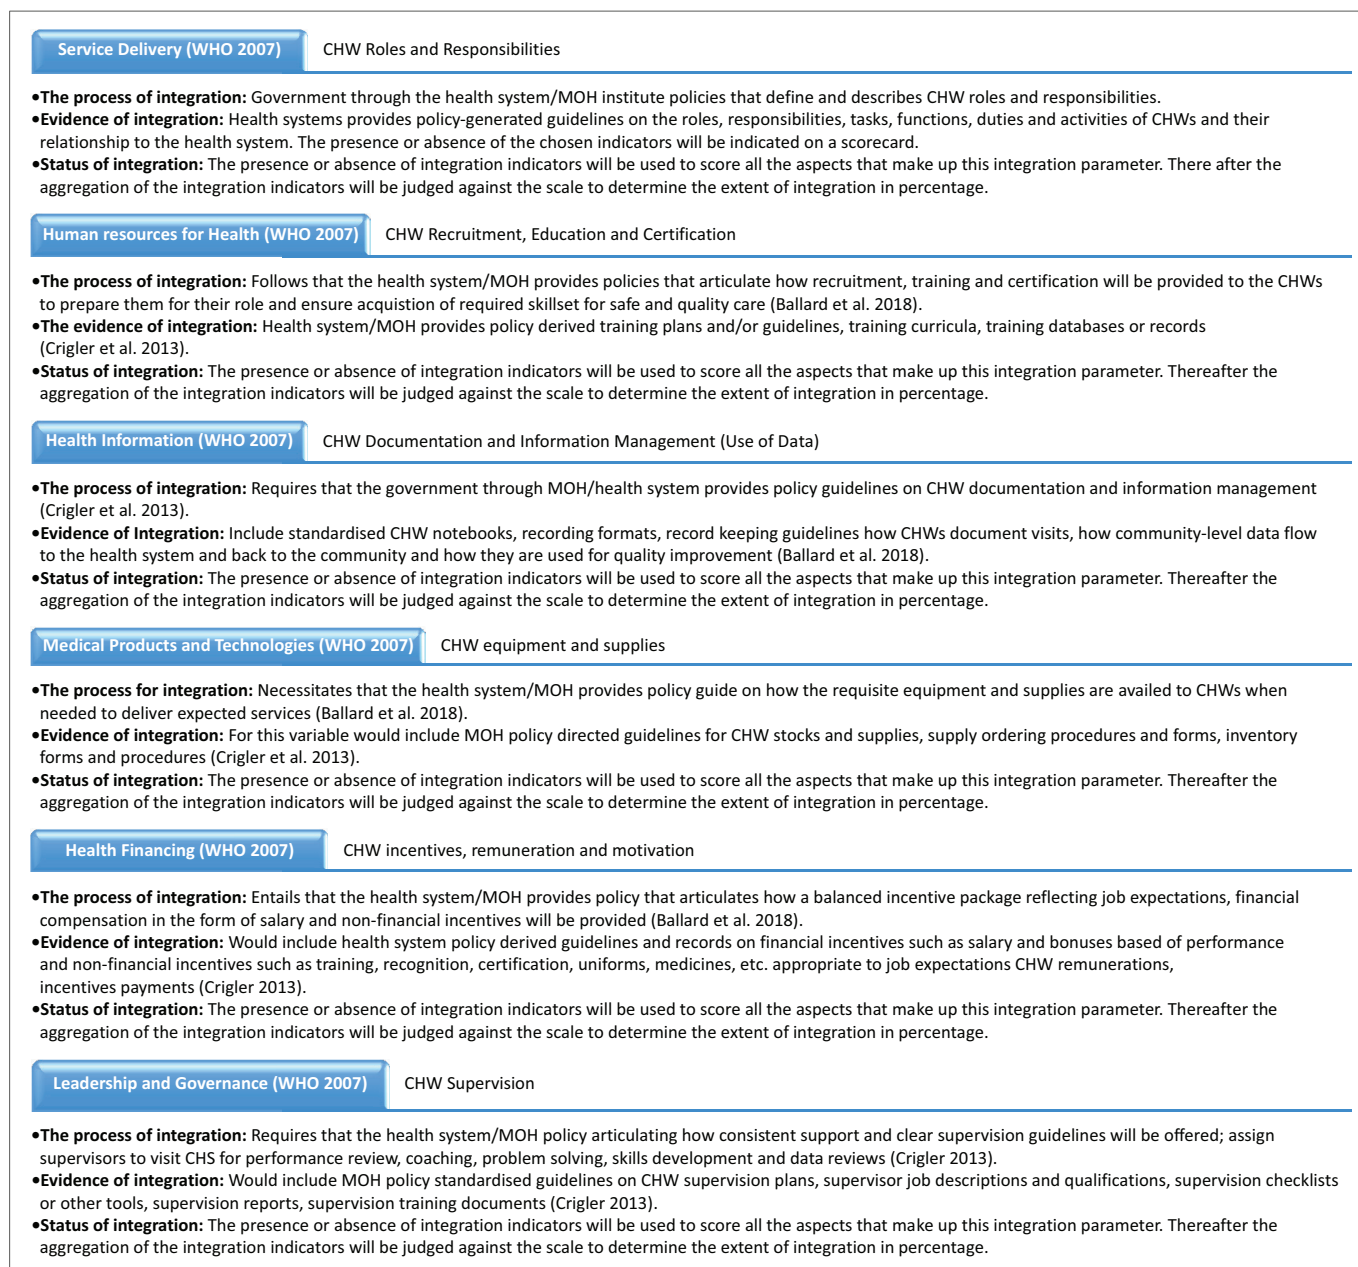 Service Delivery (WHO 2007) CHW Roles and Responsibilities
•The process of integration: Government through the health system/MOH institute policies that define and describes CHW roles and responsibilities.
•Evidence of integration: Health systems provides policy-generated guidelines on the roles, responsibilities, tasks, functions, duties and activities of CHWs and their
relationship to the health system. The presence or absence of the chosen indicators will be indicated on a scorecard.
•Status of integration: The presence or absence of integration indicators will be used to score all the aspects that make up this integration parameter. There after the
aggregation of the integration indicators will be judged against the scale to determine the extent of integration in percentage.
Human resources for Health (WHO 2007) CHW Recruitment, Education and Certification
•The process of integration: Follows that the health system/MOH provides policies that articulate how recruitment, training and certification will be provided to the CHWs
to prepare them for their role and ensure acquistion of required skillset for safe and quality care (Ballard et al. 2018).
•The evidence of integration: Health system/MOH provides policy derived training plans and/or guidelines, training curricula, training databases or records
(Crigler et al. 2013).
•Status of integration: The presence or absence of integration indicators will be used to score all the aspects that make up this integration parameter. Thereafter the
aggregation of the integration indicators will be judged against the scale to determine the extent of integration in percentage.
Health Information (WHO 2007) CHW Documentation and Information Management (Use of Data)
•The process of integration: Requires that the government through MOH/health system provides policy guidelines on CHW documentation and information management
(Crigler et al. 2013).
•Evidence of Integration: Include standardised CHW notebooks, recording formats, record keeping guidelines how CHWs document visits, how community-level data flow
to the health system and back to the community and how they are used for quality improvement (Ballard et al. 2018).
•Status of integration: The presence or absence of integration indicators will be used to score all the aspects that make up this integration parameter. Thereafter the
aggregation of the integration indicators will be judged against the scale to determine the extent of integration in percentage.
Medical Products and Technologies (WHO 2007) CHW equipment and supplies
•The process for integration: Necessitates that the health system/MOH provides policy guide on how the requisite equipment and supplies are availed to CHWs when
needed to deliver expected services (Ballard et al. 2018).
•Evidence of integration: For this variable would include MOH policy directed guidelines for CHW stocks and supplies, supply ordering procedures and forms, inventory
forms and procedures (Crigler et al. 2013).
•Status of integration: The presence or absence of integration indicators will be used to score all the aspects that make up this integration parameter. Thereafter the
aggregation of the integration indicators will be judged against the scale to determine the extent of integration in percentage.
Health Financing (WHO 2007) CHW incentives, remuneration and motivation
•The process of integration: Entails that the health system/MOH provides policy that articulates how a balanced incentive package reflecting job expectations, financial
compensation in the form of salary and non-financial incentives will be provided (Ballard et al. 2018).
•Evidence of integration: Would include health system policy derived guidelines and records on financial incentives such as salary and bonuses based of performance
and non-financial incentives such as training, recognition, certification, uniforms, medicines, etc. appropriate to job expectations CHW remunerations,
incentives payments (Crigler 2013).
•Status of integration: The presence or absence of integration indicators will be used to score all the aspects that make up this integration parameter. Thereafter the
aggregation of the integration indicators will be judged against the scale to determine the extent of integration in percentage.
Leadership and Governance (WHO 2007) CHW Supervision
•The process of integration: Requires that the health system/MOH policy articulating how consistent support and clear supervision guidelines will be offered; assign
supervisors to visit CHS for performance review, coaching, problem solving, skills development and data reviews (Crigler 2013).
•Evidence of integration: Would include MOH policy standardised guidelines on CHW supervision plans, supervisor job descriptions and qualifications, supervision checklists
or other tools, supervision reports, supervision training documents (Crigler 2013).
•Status of integration: The presence or absence of integration indicators will be used to score all the aspects that make up this integration parameter. Thereafter the
aggregation of the integration indicators will be judged against the scale to determine the extent of integration in percentage.